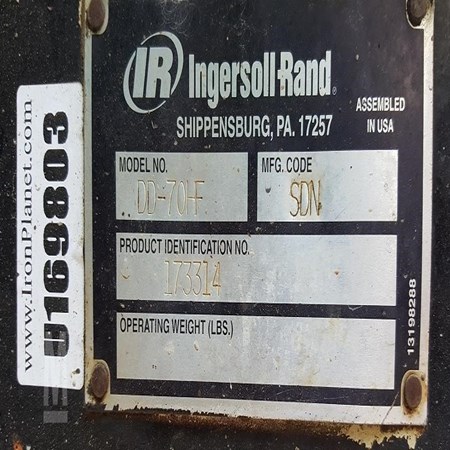 www.IronPlanet.com
U169803
IR Ingersoll-Rand
SHIPPENSBURG, PA. 17257
ASSEMBLED
IN USA
MODEL NO.
DD-70HF
MFG. CODE
SDN
PRODUCT IDENTIFICATION NO.
173314
OPERATING WEIGHT (LBS.)
13198288